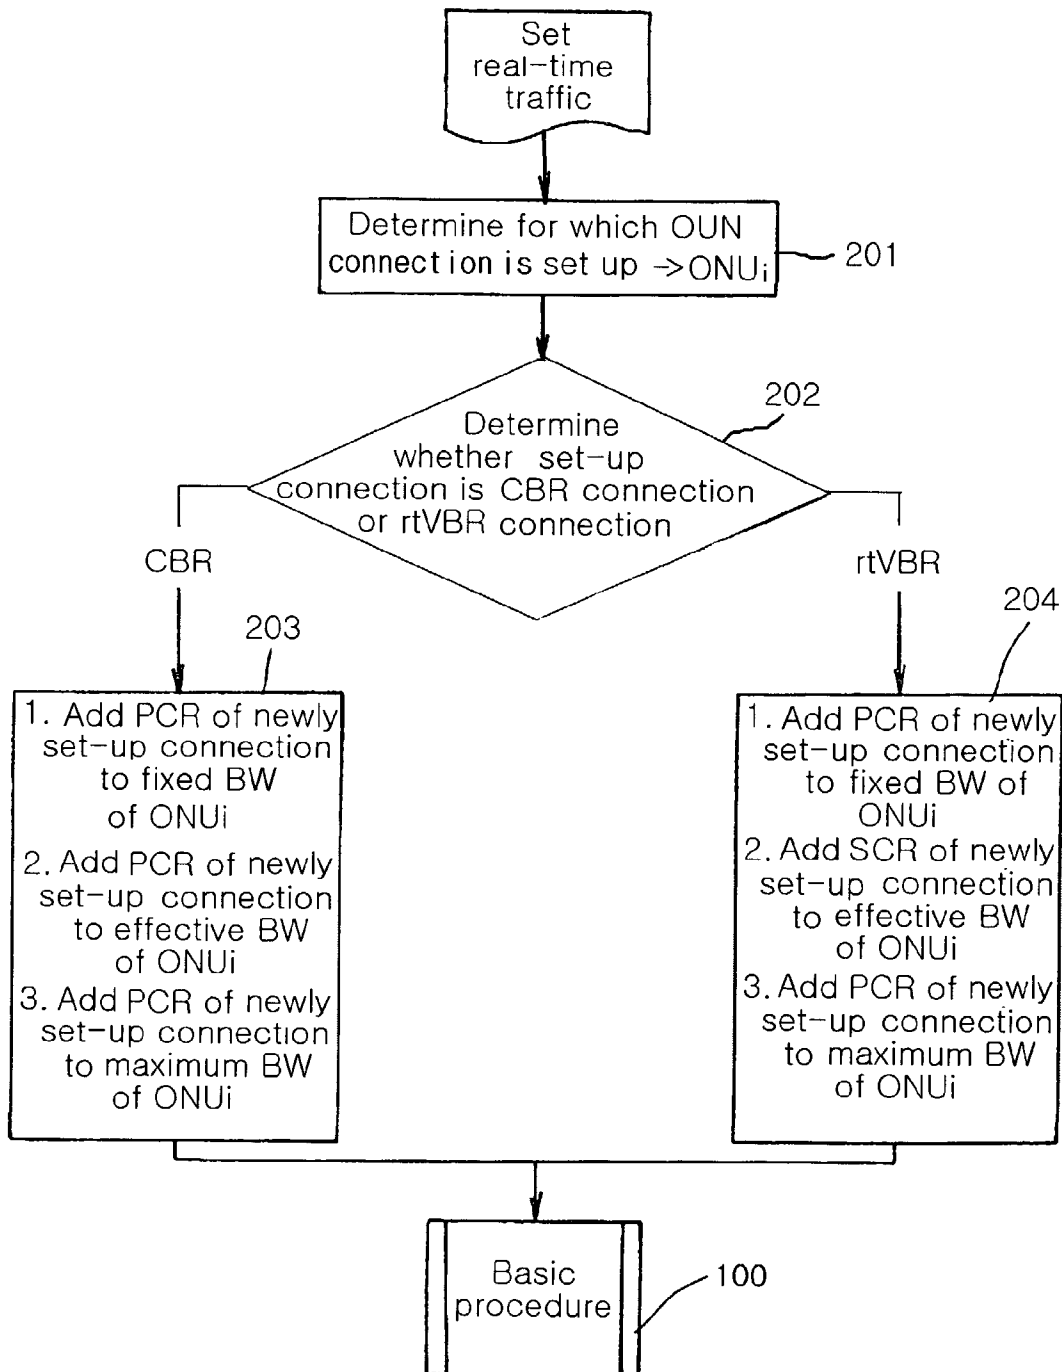 Set
real-time
traffic
Determine for which OUN
connection is set up →ONUi
201
202
Determine
whether set-up
connection is CBR connection
or rtVBR connection
CBR
rtVBR
203
204
1. Add PCR of newly
set-up connection
to fixed BW
of ONUi
2. Add PCR of newly
set-up connection
to effective BW
of ONUi
3. Add PCR of newly
set-up connection
to maximum BW
of ONUi
1. Add PCR of newly
set-up connection
to fixed BW of
ONUi
2. Add SCR of newly
set-up connection
to effective BW
of ONUi
3. Add PCR of newly
set-up connection
to maximum BW
of ONUi
Basic
procedure
100